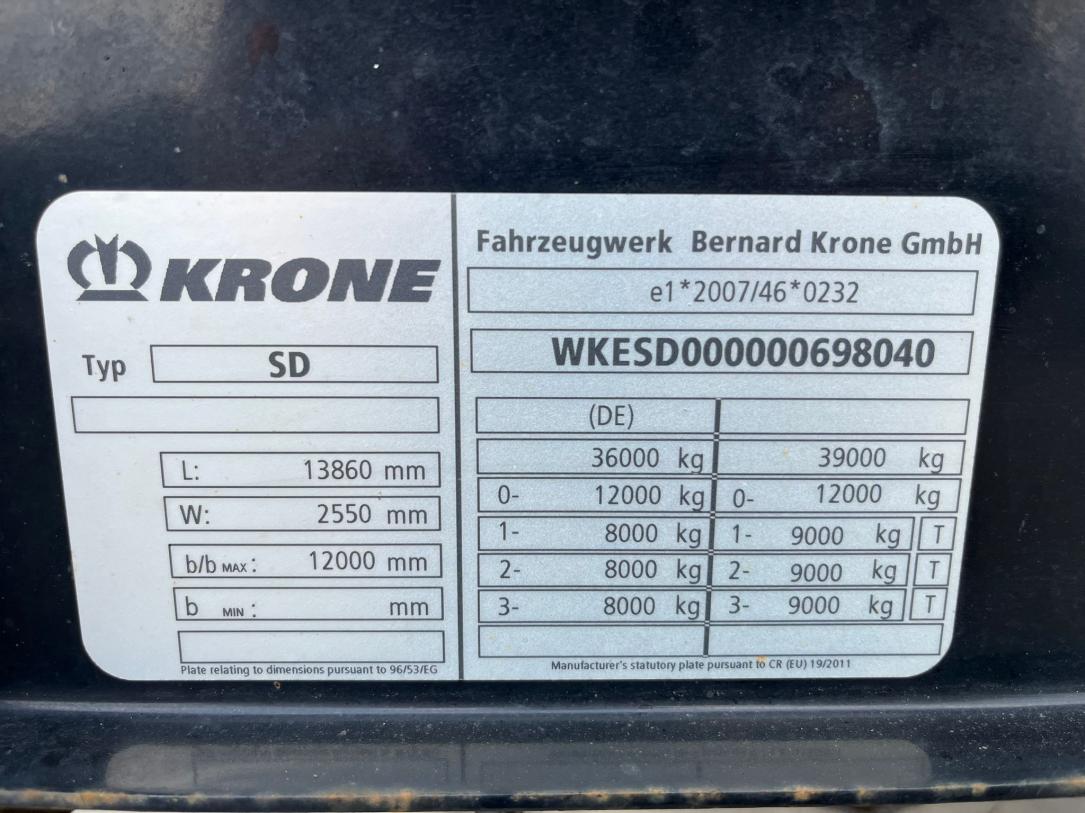 KRONE
Typ SD
L: 13860 mm
W: 2550 mm
b/b MAX: 12000 mm
b MIN: mm
Plate relating to dimensions pursuant to 96/53/EG
Fahrzeugwerk Bernard Krone GmbH
e1*2007/46*0232
WKESD000000698040
(DE)
36000 kg 39000 kg
0- 12000 kg 0- 12000 kg
1- 8000 kg 1- 9000 kg T
2- 8000 kg 2- 9000 kg T
3- 8000 kg 3- 9000 kg T
Manufacturer's statutory plate pursuant to CR (EU) 19/2011